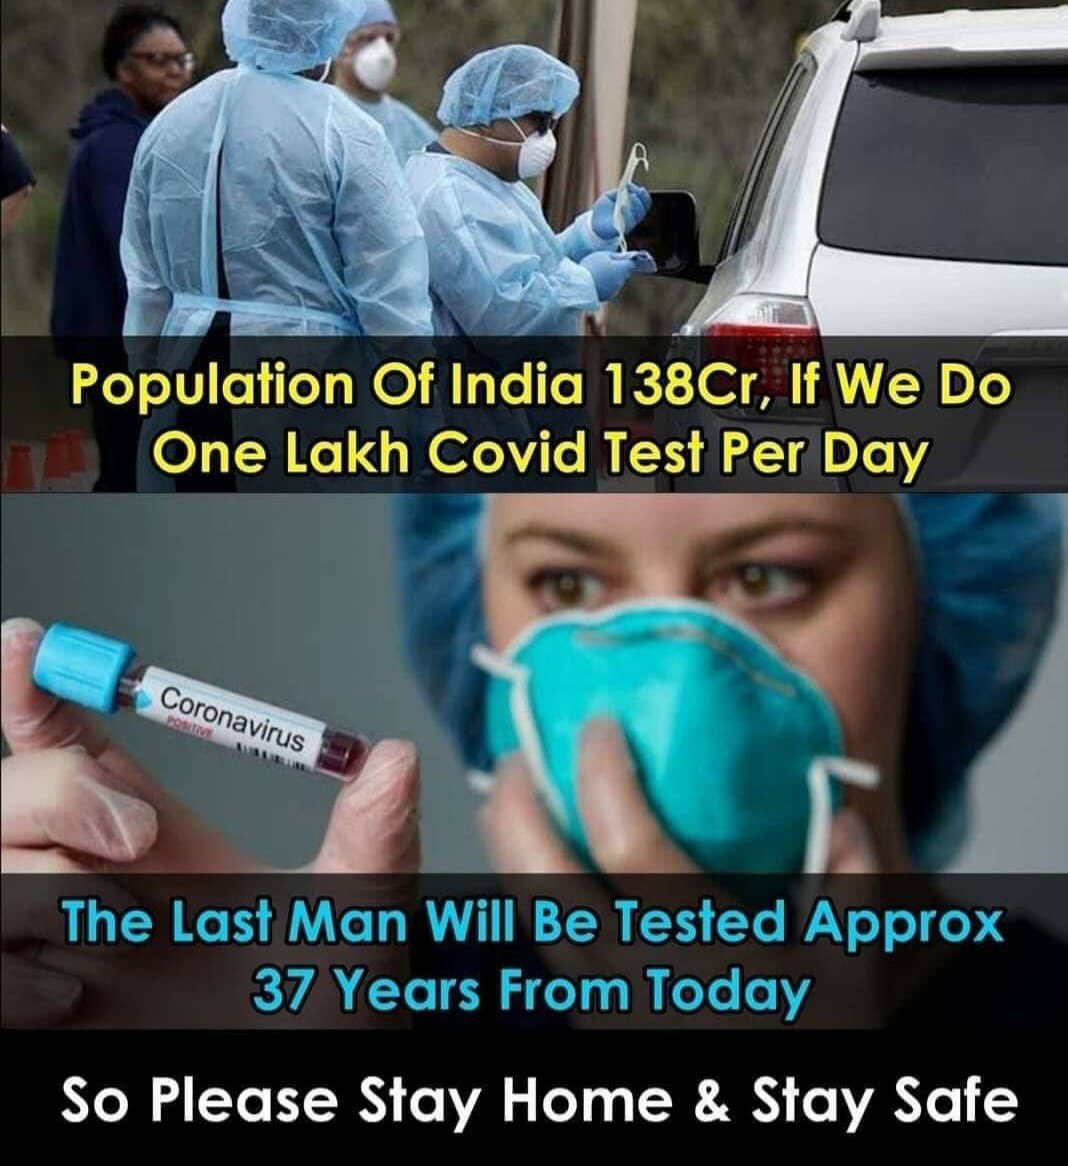 Population Of India 138Cr, If We Do
One Lakh Covid Test Per Day
Coronavirus
POSITIVE
The Last Man Will Be Tested Approx
37 Years From Today
So Please Stay Home & Stay Safe